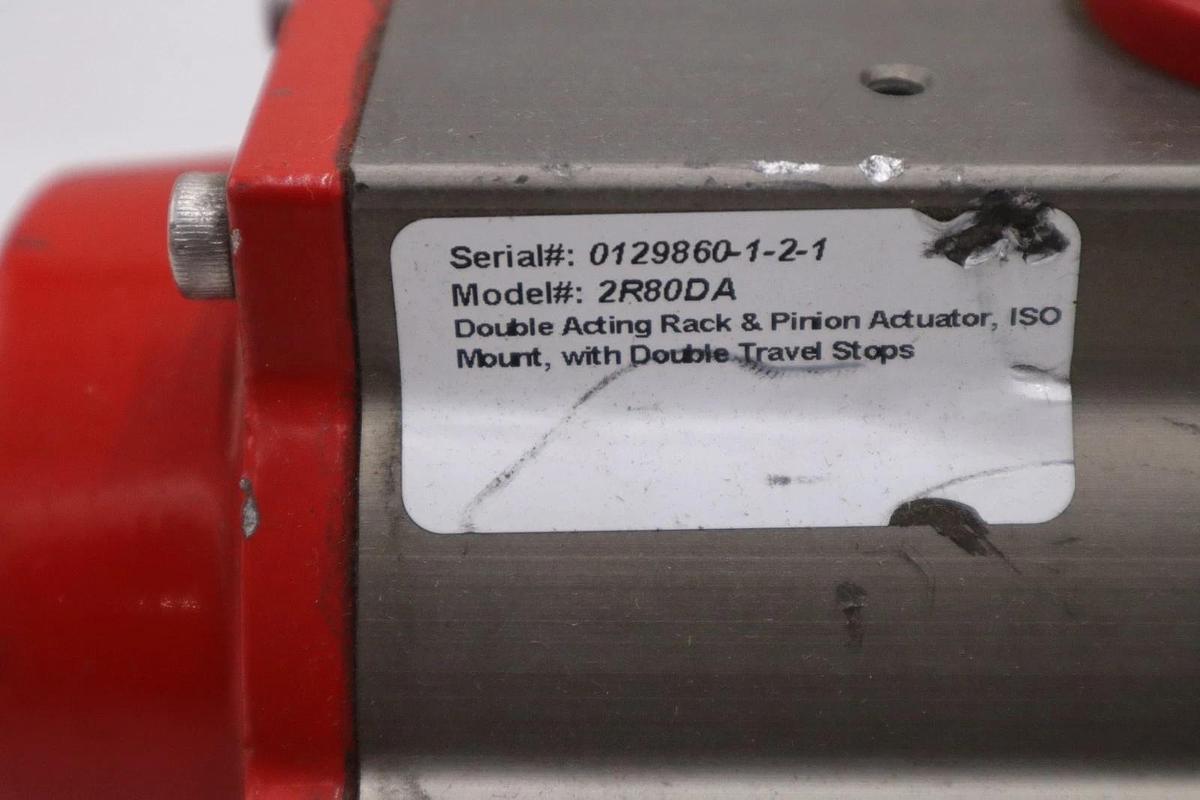 Serial#: 0129860-1-2-1
Model#: 2R80DA
Double Acting Rack & Pinion Actuator, ISO
Mount, with Double Travel Stops